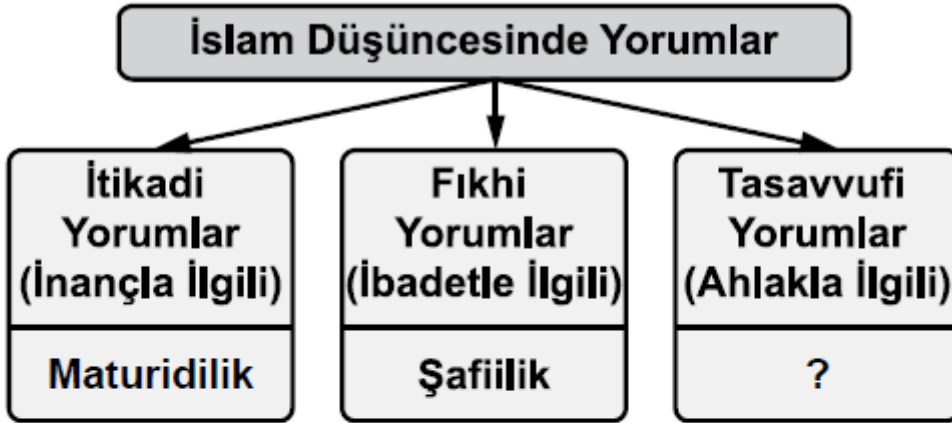 İslam Düşüncesinde Yorumlar
İtikadi
Yorumlar
(İnançla İlgili)
Maturidilik
Fıkhi
Yorumlar
(İbadetle İlgili)
Şafiilik
Tasavvufi
Yorumlar
(Ahlakla İlgili)
?